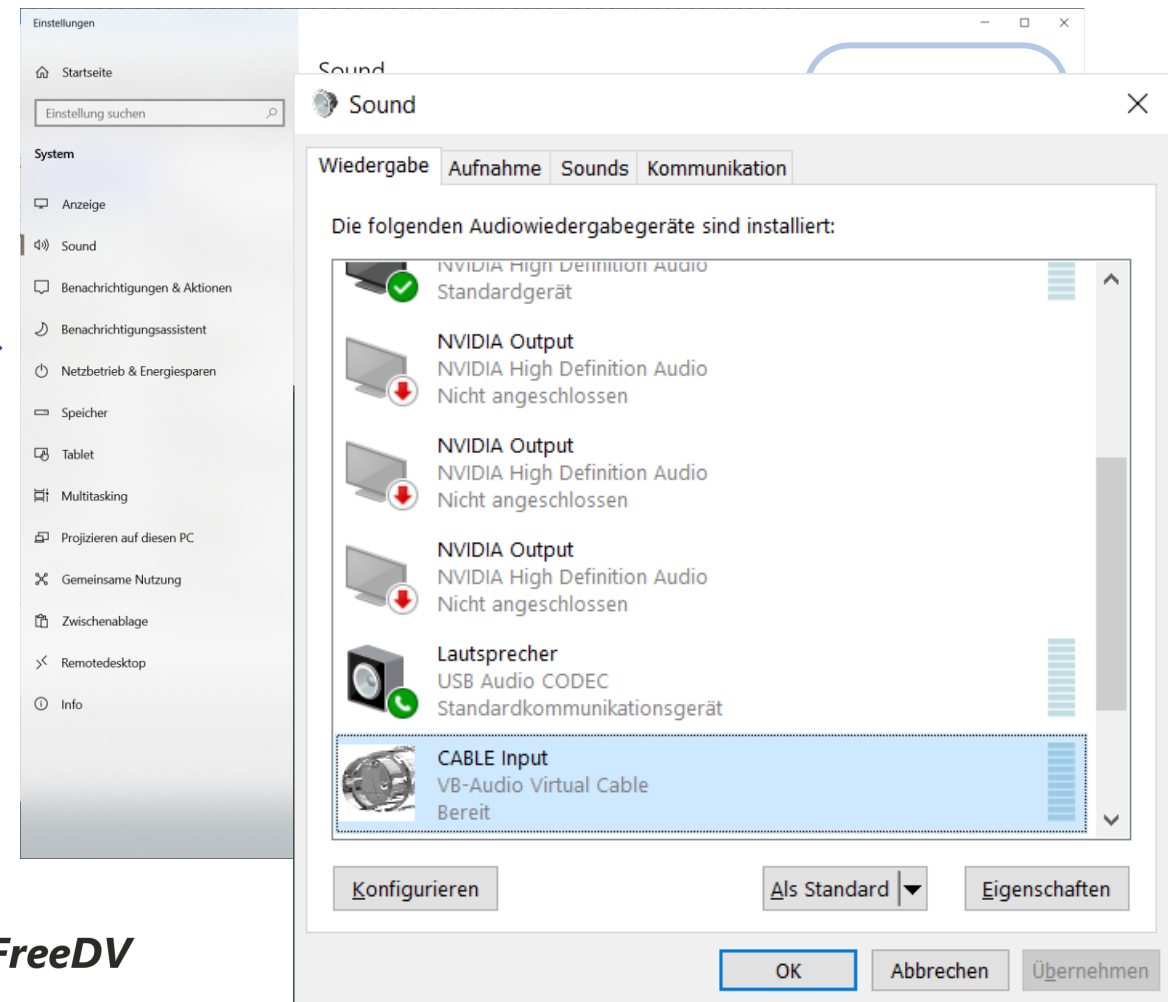 Einstellungen
Startseite
Einstellung suchen
System
Anzeige
Sound
Benachrichtigungen & Aktionen
Benachrichtigungsassistent
Netzbetrieb & Energiesparen
Speicher
Tablet
Multitasking
Projizieren auf diesen PC
Gemeinsame Nutzung
Zwischenablage
Remotedesktop
Info
Sound
Sound
Wiedergabe Aufnahme Sounds Kommunikation
Die folgenden Audiowiedergabegeräte sind installiert:
NVIDIA High Definition Audio
Standardgerät
NVIDIA Output
NVIDIA High Definition Audio
Nicht angeschlossen
NVIDIA Output
NVIDIA High Definition Audio
Nicht angeschlossen
NVIDIA Output
NVIDIA High Definition Audio
Nicht angeschlossen
Lautsprecher
USB Audio CODEC
Standardkommunikationsgerät
CABLE Input
VB-Audio Virtual Cable
Bereit
Konfigurieren Als Standard Eigenschaften
OK Abbrechen Übernehmen
FreeDV